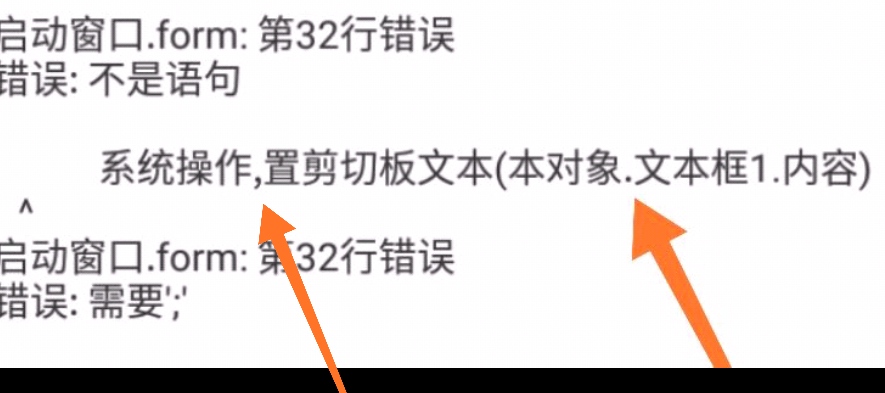 启动窗口.form: 第32行错误
错误: 不是语句
系统操作,置剪切板文本(本对象.文本框1.内容)
^
启动窗口.form: 第32行错误
错误: 需要';'